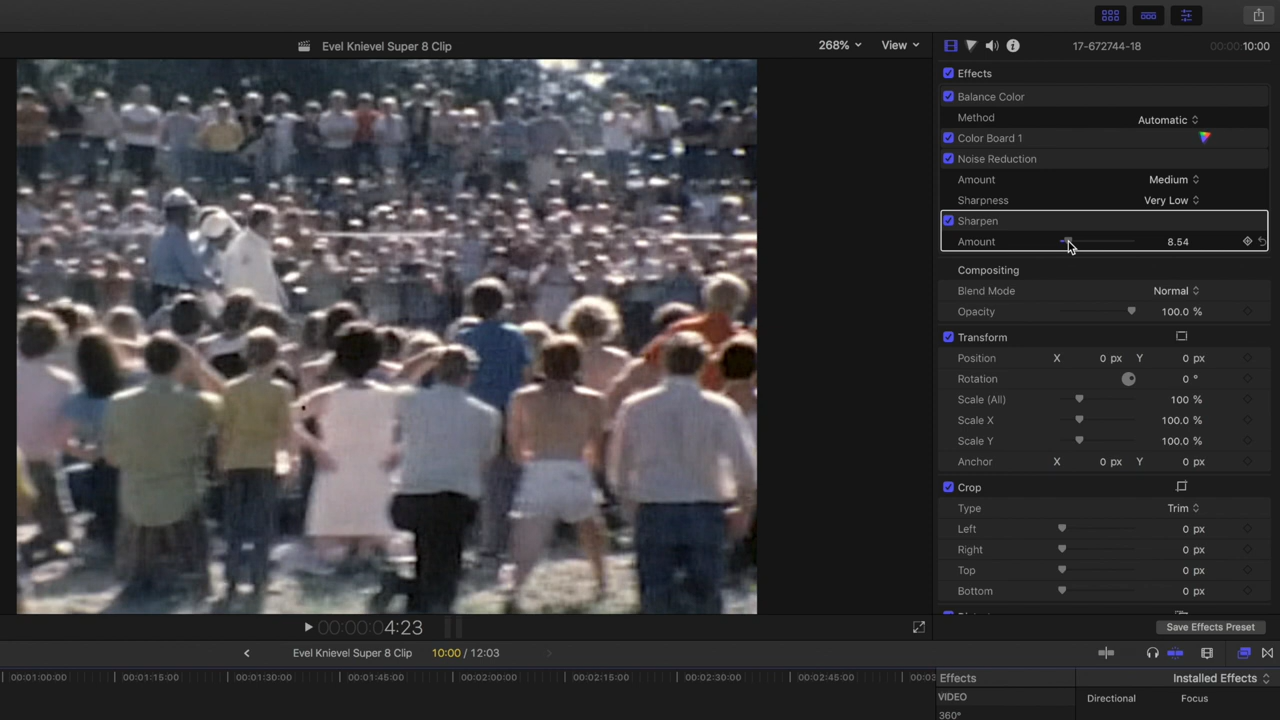 Evel Knievel Super 8 Clip 268% View 17-672744-18 00:00:10:00
Effects
Balance Color
Method Automatic
Color Board 1
Noise Reduction
Amount Medium
Sharpness Very Low
Sharpen
Amount 8.54
Compositing
Blend Mode Normal
Opacity 100.0 %
Transform
Position X 0 px Y 0 px
Rotation 0 °
Scale (All) 100 %
Scale X 100.0 %
Scale Y 100.0 %
Anchor X 0 px Y 0 px
Crop
Type Trim
Left 0 px
Right 0 px
Top 0 px
Bottom 0 px
00:00:04:23 Save Effects Preset
Evel Knievel Super 8 Clip 10:00 / 12:03
00:01:00:00 00:01:15:00 00:01:30:00 00:01:45:00 00:02:00:00 00:02:15:00 00:02:30:00 00:02:45:00 Effects Installed Effects
VIDEO Directional Focus
360°